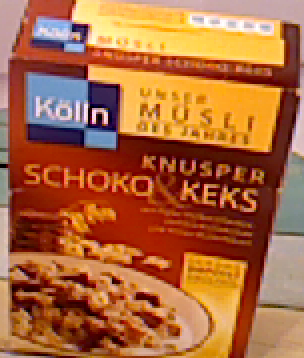 Kölln
MÜSLI
KNUSPER SCHOKO & KEKS
Kölln
UNSER
MÜSLI
DES JAHRES
KNUSPER
SCHOKO & KEKS